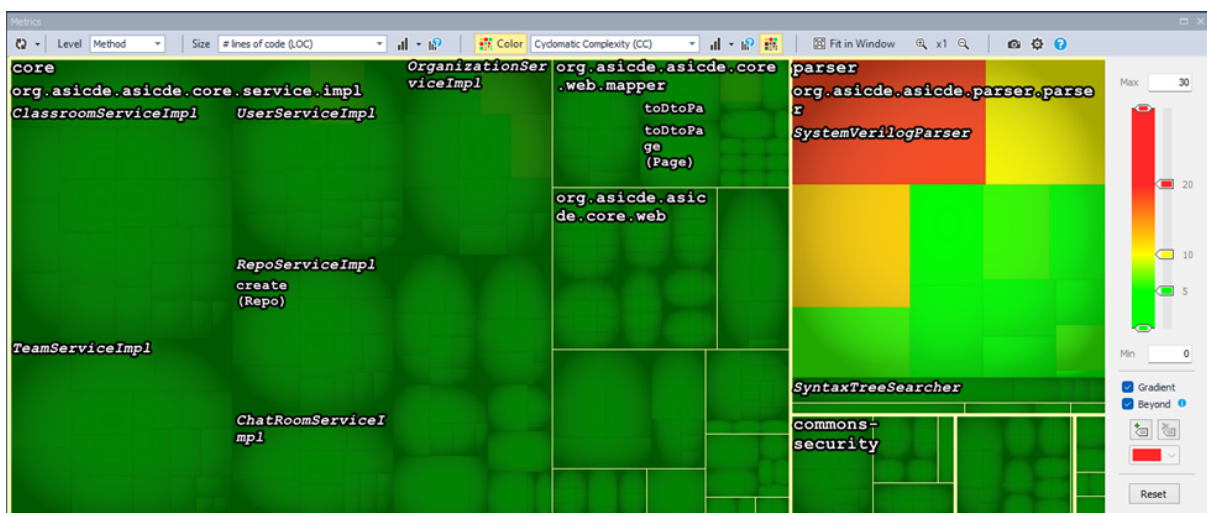 Metrics
Level Method Size # lines of code (LOC) Color Cyclomatic Complexity (CC) Fit in Window x1
core
org.asicde.asicde.core.service.impl
ClassroomServiceImpl
UserServiceImpl
OrganizationSer
viceImpl
RepoServiceImpl
create
(Repo)
TeamServiceImpl
ChatRoomServiceI
mpl
org.asicde.asicde.core
.web.mapper
toDtoPa
toDtoPa
ge
(Page)
org.asicde.asic
de.core.web
parser
org.asicde.asicde.parser.parse
r
SystemVerilogParser
SyntaxTreeSearcher
commons-
security
Max 30
20
10
5
Min 0
Gradient
Beyond
Reset